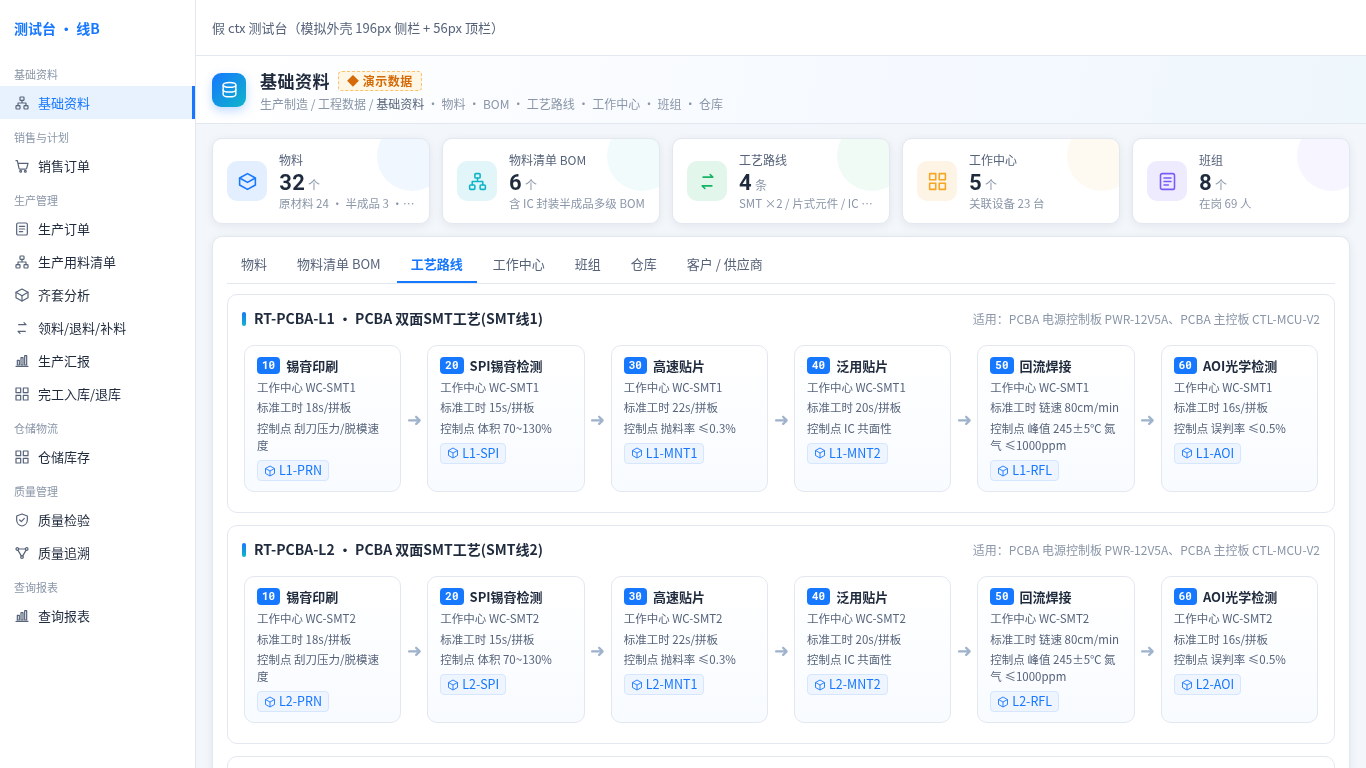 测试台 · 线B
基础资料
基础资料
销售与计划
销售订单
生产管理
生产订单
生产用料清单
齐套分析
领料/退料/补料
生产汇报
完工入库/退库
仓储物流
仓储库存
质量管理
质量检验
质量追溯
查询报表
查询报表
假 ctx 测试台（模拟外壳 196px 侧栏 + 56px 顶栏）
基础资料 ◆ 演示数据
生产制造 / 工程数据 / 基础资料 · 物料 · BOM · 工艺路线 · 工作中心 · 班组 · 仓库
物料
32 个
原材料 24 · 半成品 3 · ···
物料清单 BOM
6 个
含 IC 封装半成品多级 BOM
工艺路线
4 条
SMT ×2 / 片式元件 / IC ···
工作中心
5 个
关联设备 23 台
班组
8 个
在岗 69 人
物料 物料清单 BOM 工艺路线 工作中心 班组 仓库 客户 / 供应商
RT-PCBA-L1 · PCBA 双面SMT工艺(SMT线1)
适用: PCBA 电源控制板 PWR-12V5A、PCBA 主控板 CTL-MCU-V2
10 锡膏印刷
工作中心 WC-SMT1
标准工时 18s/拼板
控制点 刮刀压力/脱模速
度
L1-PRN
20 SPI锡膏检测
工作中心 WC-SMT1
标准工时 15s/拼板
控制点 体积 70~130%
L1-SPI
30 高速贴片
工作中心 WC-SMT1
标准工时 22s/拼板
控制点 抛料率 ≤0.3%
L1-MNT1
40 泛用贴片
工作中心 WC-SMT1
标准工时 20s/拼板
控制点 IC 共面性
L1-MNT2
50 回流焊接
工作中心 WC-SMT1
标准工时 链速 80cm/min
控制点 峰值 245±5℃ 氮
气 ≤1000ppm
L1-RFL
60 AOI光学检测
工作中心 WC-SMT1
标准工时 16s/拼板
控制点 误判率 ≤0.5%
L1-AOI
RT-PCBA-L2 · PCBA 双面SMT工艺(SMT线2)
适用: PCBA 电源控制板 PWR-12V5A、PCBA 主控板 CTL-MCU-V2
10 锡膏印刷
工作中心 WC-SMT2
标准工时 18s/拼板
控制点 刮刀压力/脱模速
度
L2-PRN
20 SPI锡膏检测
工作中心 WC-SMT2
标准工时 15s/拼板
控制点 体积 70~130%
L2-SPI
30 高速贴片
工作中心 WC-SMT2
标准工时 22s/拼板
控制点 抛料率 ≤0.3%
L2-MNT1
40 泛用贴片
工作中心 WC-SMT2
标准工时 20s/拼板
控制点 IC 共面性
L2-MNT2
50 回流焊接
工作中心 WC-SMT2
标准工时 链速 80cm/min
控制点 峰值 245±5℃ 氮
气 ≤1000ppm
L2-RFL
60 AOI光学检测
工作中心 WC-SMT2
标准工时 16s/拼板
控制点 误判率 ≤0.5%
L2-AOI